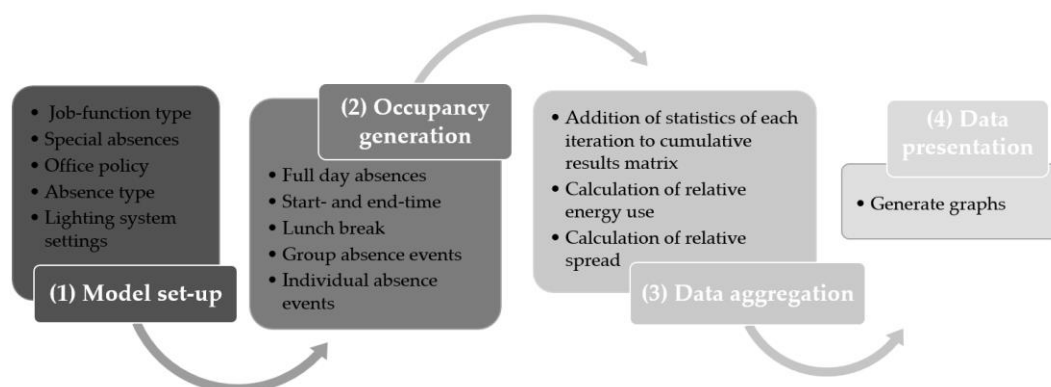 • Job-function type
• Special absences
• Office policy
• Absence type
• Lighting system
settings
(1) Model set-up
(2) Occupancy
generation
• Full day absences
• Start- and end-time
• Lunch break
• Group absence events
• Individual absence
events
• Addition of statistics of each
iteration to cumulative
results matrix
• Calculation of relative
energy use
• Calculation of relative
spread
(3) Data aggregation
(4) Data
presentation
• Generate graphs